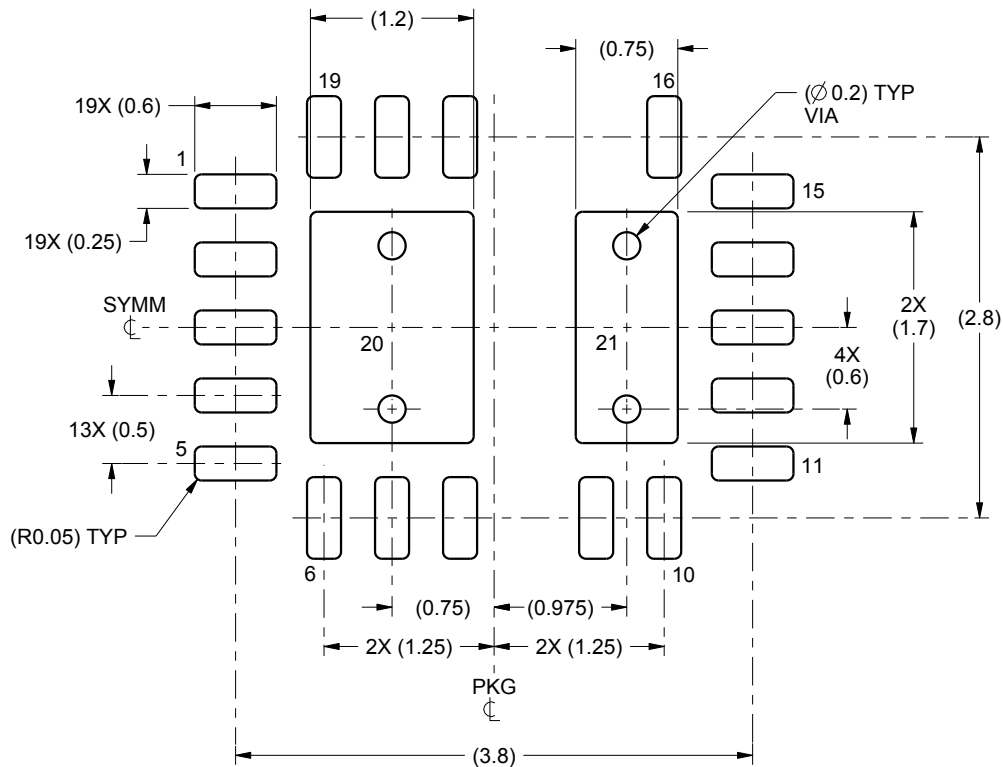 (1.2)
(0.75)
19
16
19X (0.6)
(∅ 0.2) TYP
VIA
1
15
19X (0.25)
SYMM
℄
20
21
2X
(1.7)
(2.8)
4X
(0.6)
13X (0.5)
5
11
(R0.05) TYP
6
10
(0.75)
(0.975)
2X (1.25)
2X (1.25)
PKG
℄
(3.8)